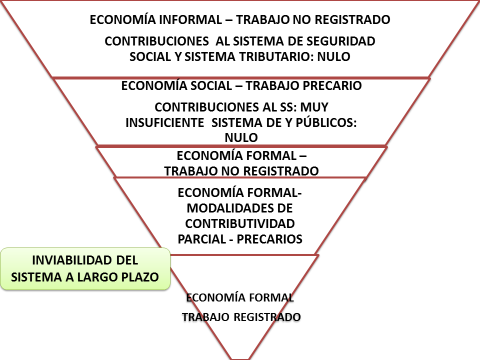 ECONOMÍA INFORMAL – TRABAJO NO REGISTRADO
CONTRIBUCIONES AL SISTEMA DE SEGURIDAD
SOCIAL Y SISTEMA TRIBUTARIO: NULO
ECONOMÍA SOCIAL – TRABAJO PRECARIO
CONTRIBUCIONES AL SS: MUY
INSUFICIENTE SISTEMA DE Y PÚBLICOS:
NULO
ECONOMÍA FORMAL –
TRABAJO NO REGISTRADO
ECONOMÍA FORMAL-
MODALIDADES DE
CONTRIBUTIVIDAD
PARCIAL - PRECARIOS
INVIABILIDAD DEL
SISTEMA A LARGO PLAZO
ECONOMÍA FORMAL
TRABAJO REGISTRADO